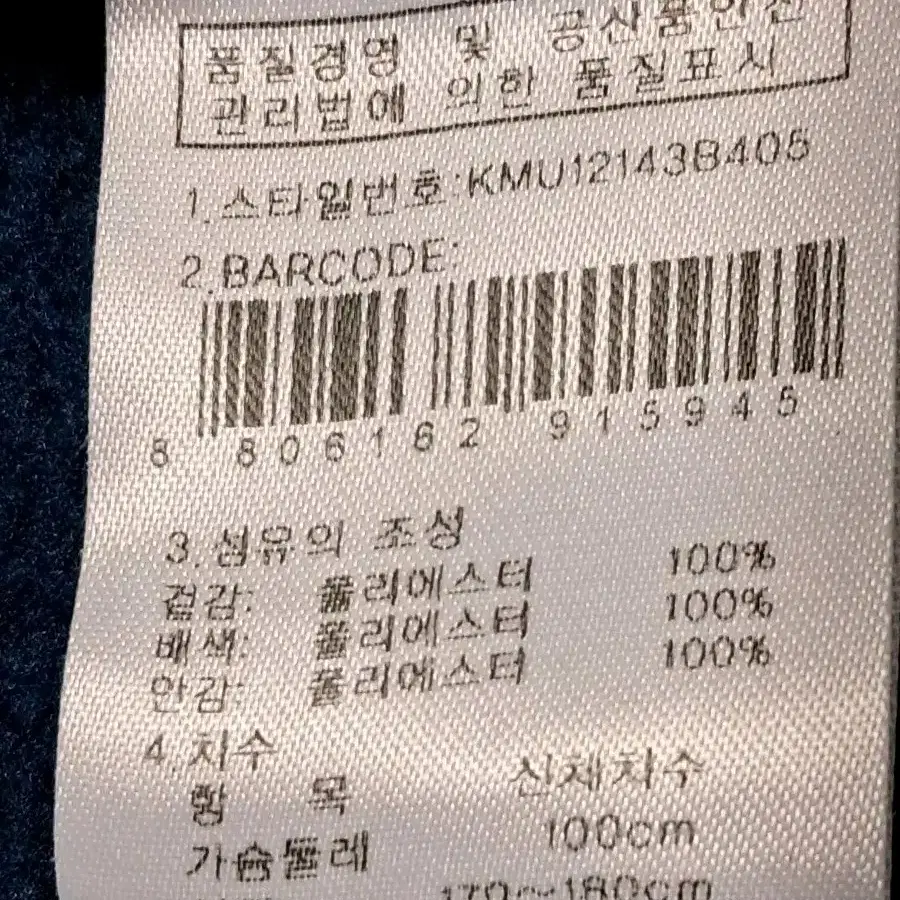 품질경영 및 공산품안전
관리법에 의한 품질표시
1.스타일번호:KMU12143B405
2.BARCODE:
8 806162 915945
3.섬유의 조성
겉감: 폴리에스터 100%
배색: 폴리에스터 100%
안감: 폴리에스터 100%
4.치수
항 목 신체치수
가슴둘레 100cm
170~180cm